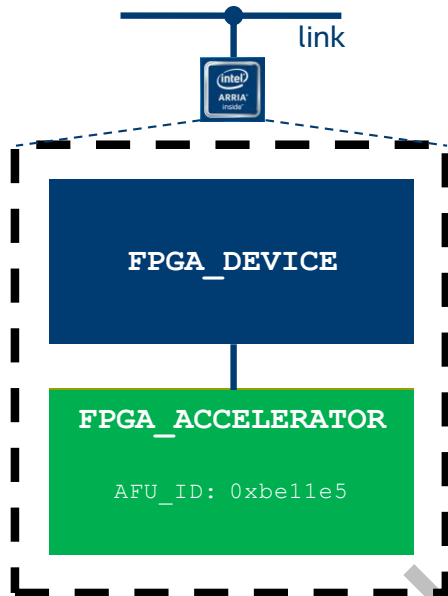 link
intel
ARRIA
inside
FPGA_DEVICE
FPGA_ACCELERATOR
AFU_ID: 0xbe11e5